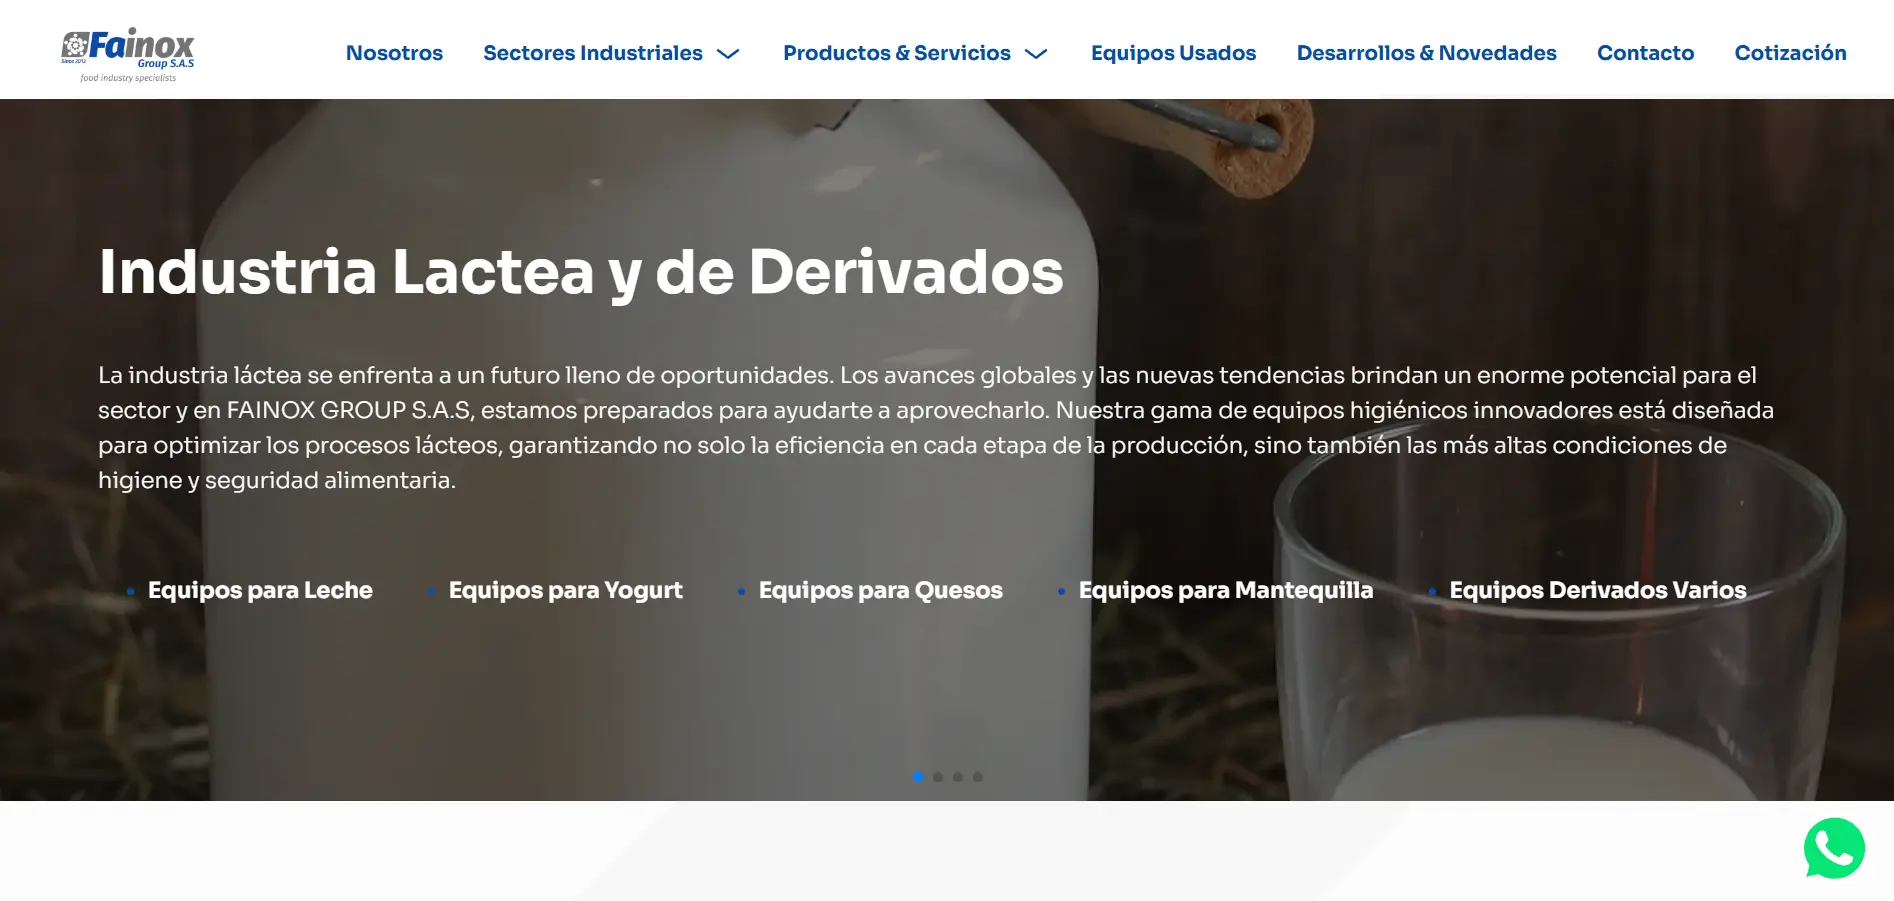 Fainox
Since 2012
Group S.A.S
food industry specialists
Nosotros
Sectores Industriales
Productos & Servicios
Equipos Usados
Desarrollos & Novedades
Contacto
Cotización
Industria Lactea y de Derivados
La industria láctea se enfrenta a un futuro lleno de oportunidades. Los avances globales y las nuevas tendencias brindan un enorme potencial para el
sector y en FAINOX GROUP S.A.S, estamos preparados para ayudarte a aprovecharlo. Nuestra gama de equipos higiénicos innovadores está diseñada
para optimizar los procesos lácteos, garantizando no solo la eficiencia en cada etapa de la producción, sino también las más altas condiciones de
higiene y seguridad alimentaria.
Equipos para Leche
Equipos para Yogurt
Equipos para Quesos
Equipos para Mantequilla
Equipos Derivados Varios